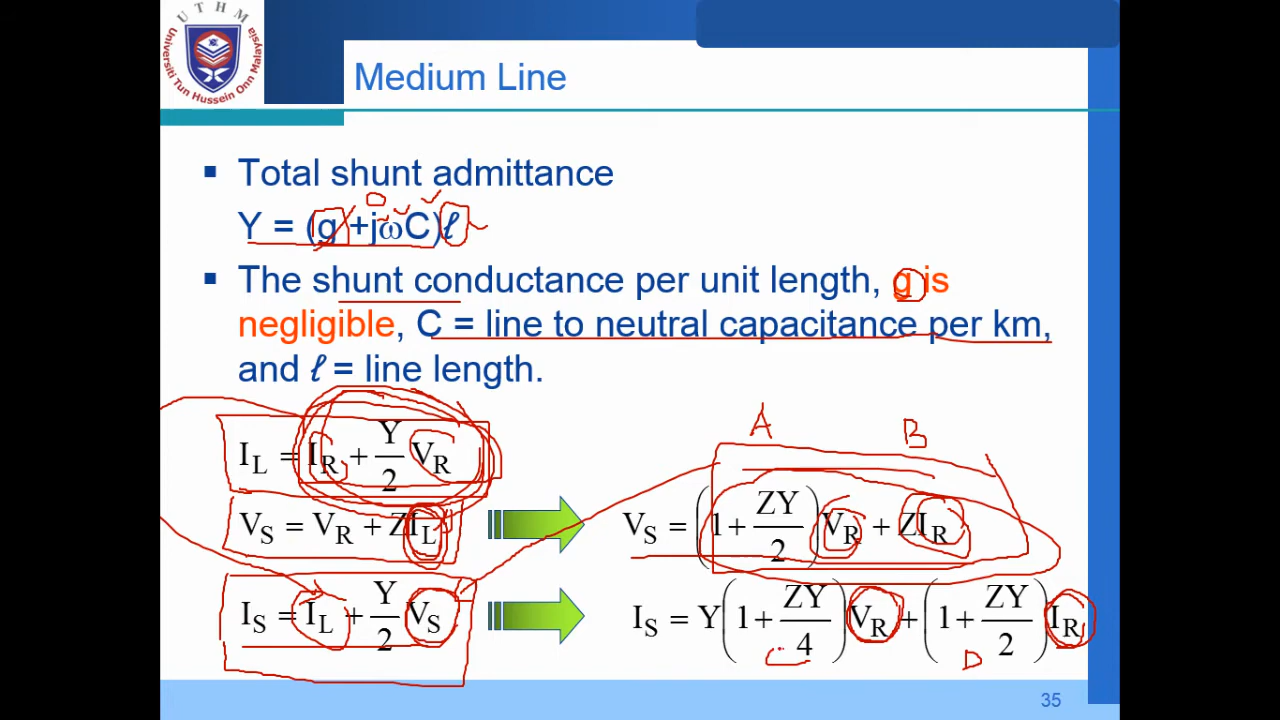 UTHM
Universiti Tun Hussein Onn Malaysia
Medium Line
▪ Total shunt admittance
Y = (g +jωC)ℓ
▪ The shunt conductance per unit length, g is
negligible, C = line to neutral capacitance per km,
and ℓ = line length.
I_L = I_R + Y/2 V_R
V_S = V_R + ZI_L
I_S = I_L + Y/2 V_S
A B
V_S = (1 + ZY/2) V_R + ZI_R
I_S = Y(1 + ZY/4) V_R + (1 + ZY/2) I_R
C D
35